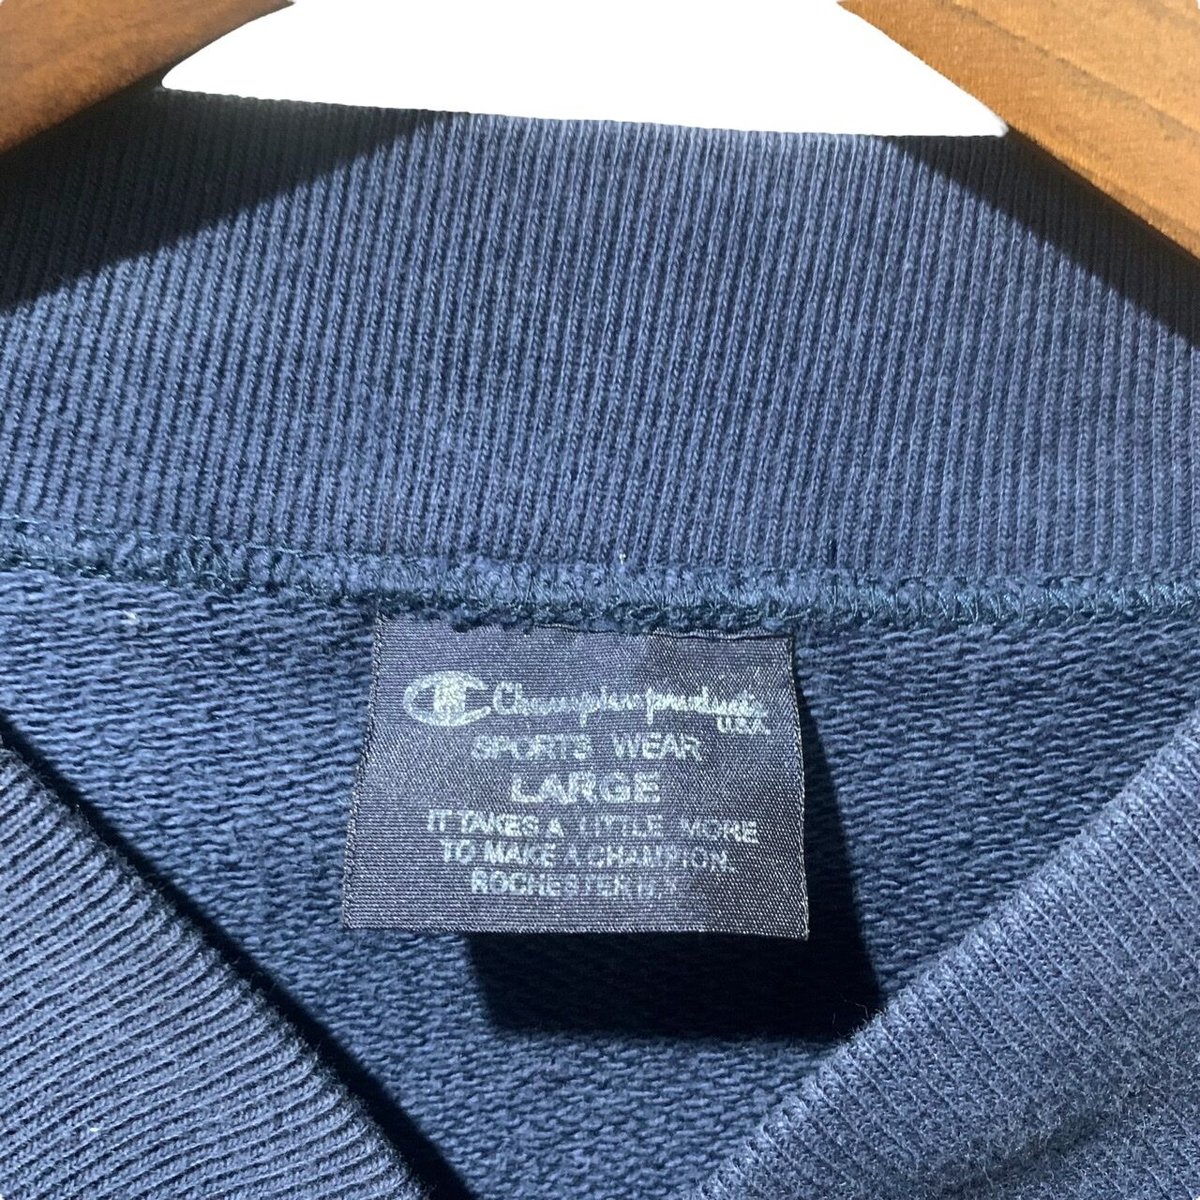 Champion products
U.S.A.
SPORTS WEAR
LARGE
IT TAKES A LITTLE MORE
TO MAKE A CHAMPION.
ROCHESTER N.Y.